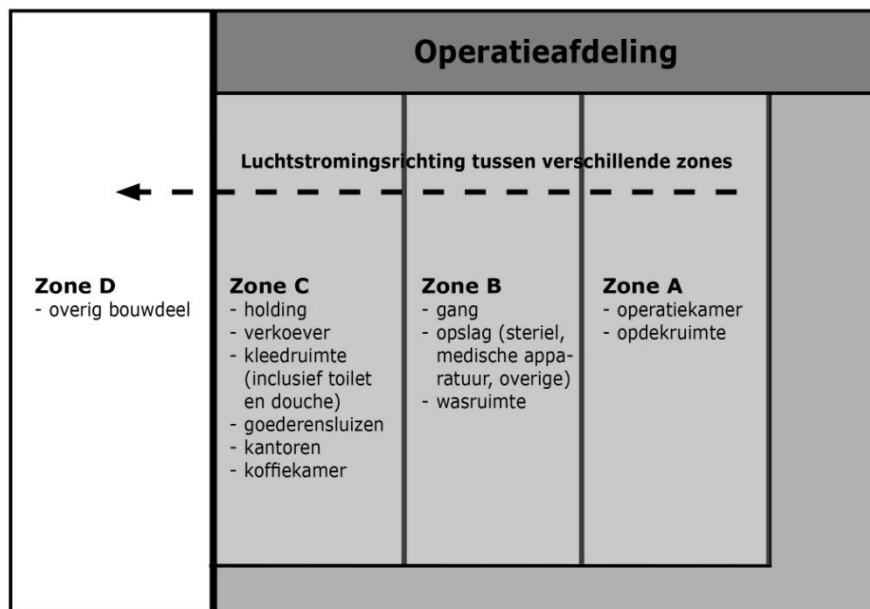 Operatieafdeling
Luchtstromingsrichting tussen verschillende zones
Zone D
- overig bouwdeel
Zone C
- holding
- verkoever
- kleedruimte
(inclusief toilet
en douche)
- goederensluizen
- kantoren
- koffiekamer
Zone B
- gang
- opslag (steriel,
medische appa-
ratuur, overige)
- wasruimte
Zone A
- operatiekamer
- opdekruimte